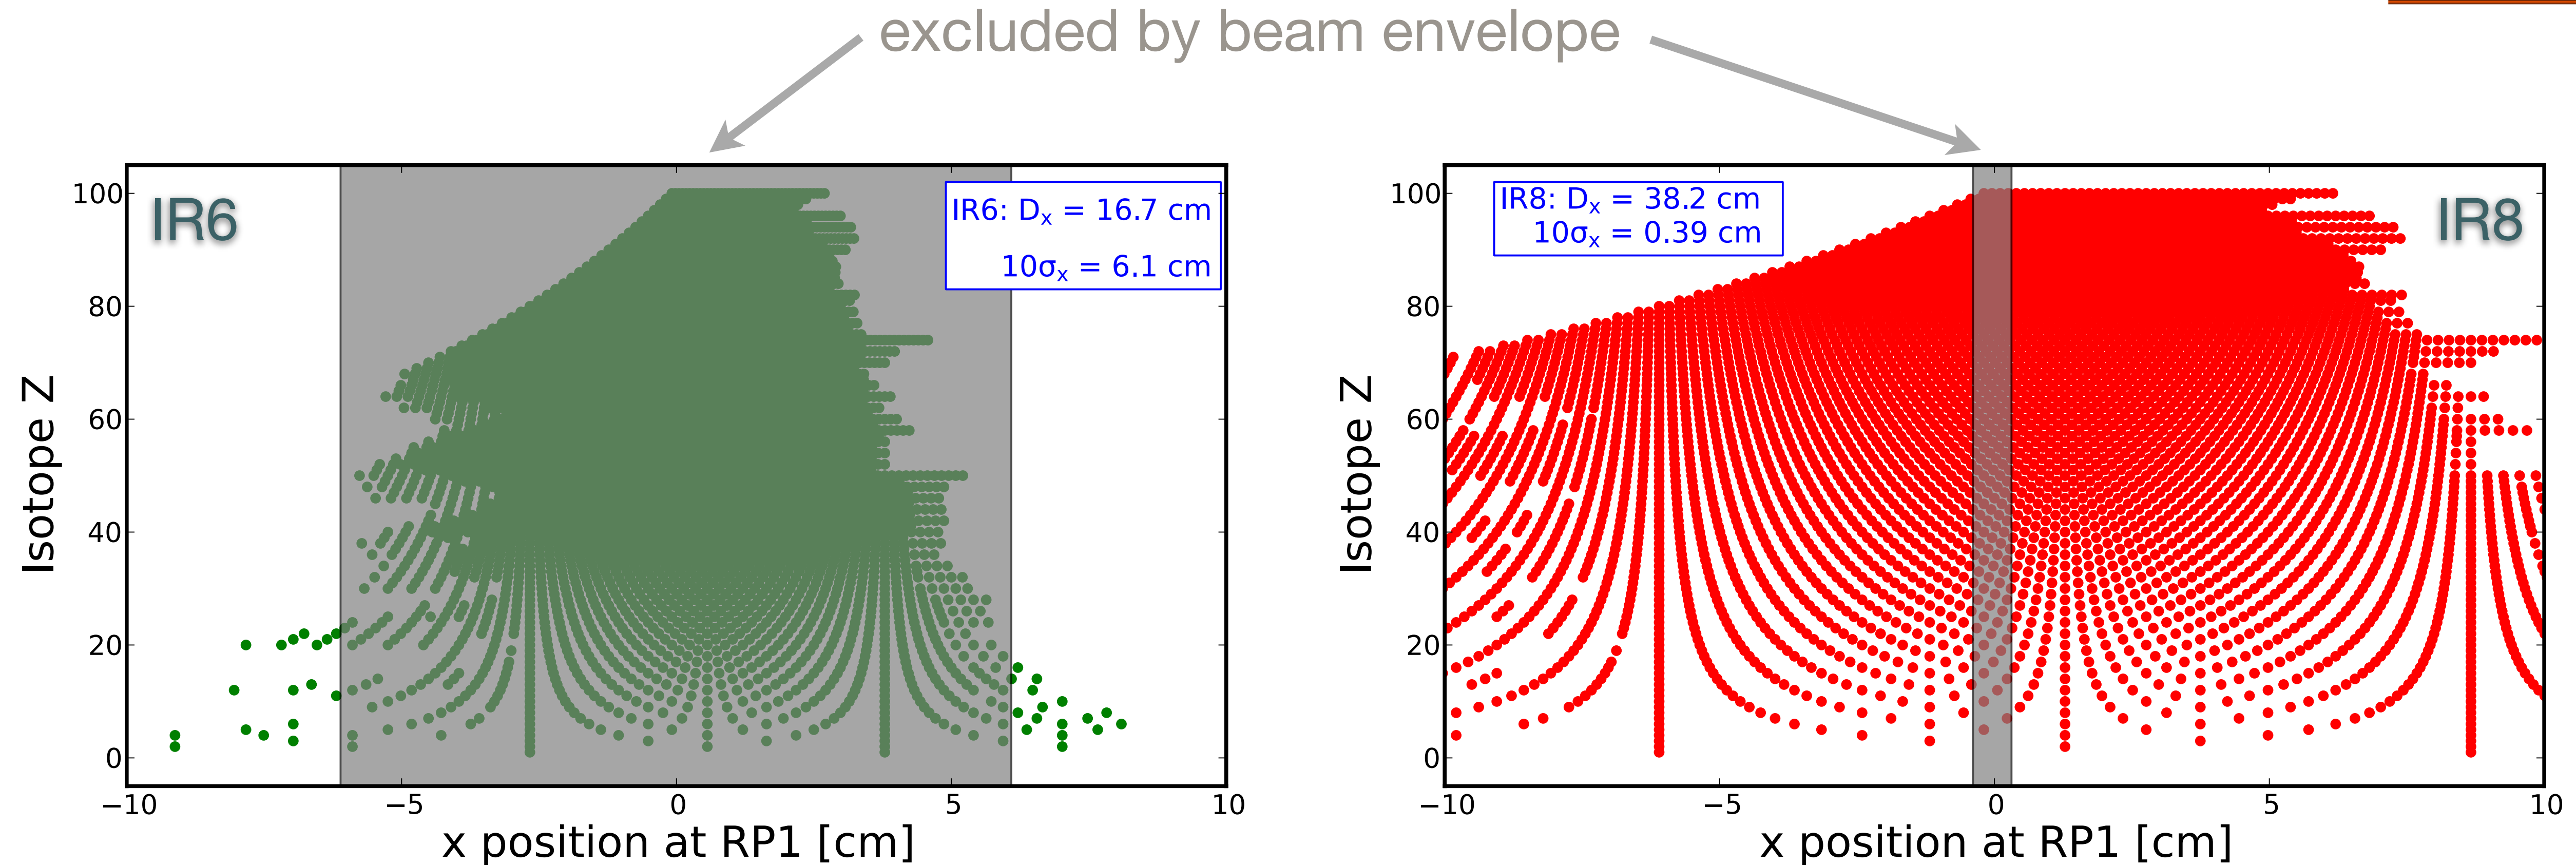 excluded by beam envelope
IR6
IR6: Dₓ = 16.7 cm
10σₓ = 6.1 cm
100
80
60
40
20
0
Isotope Z
−10
−5
0
5
10
x position at RP1 [cm]
IR8: Dₓ = 38.2 cm
10σₓ = 0.39 cm
IR8
100
80
60
40
20
0
Isotope Z
−10
−5
0
5
10
x position at RP1 [cm]